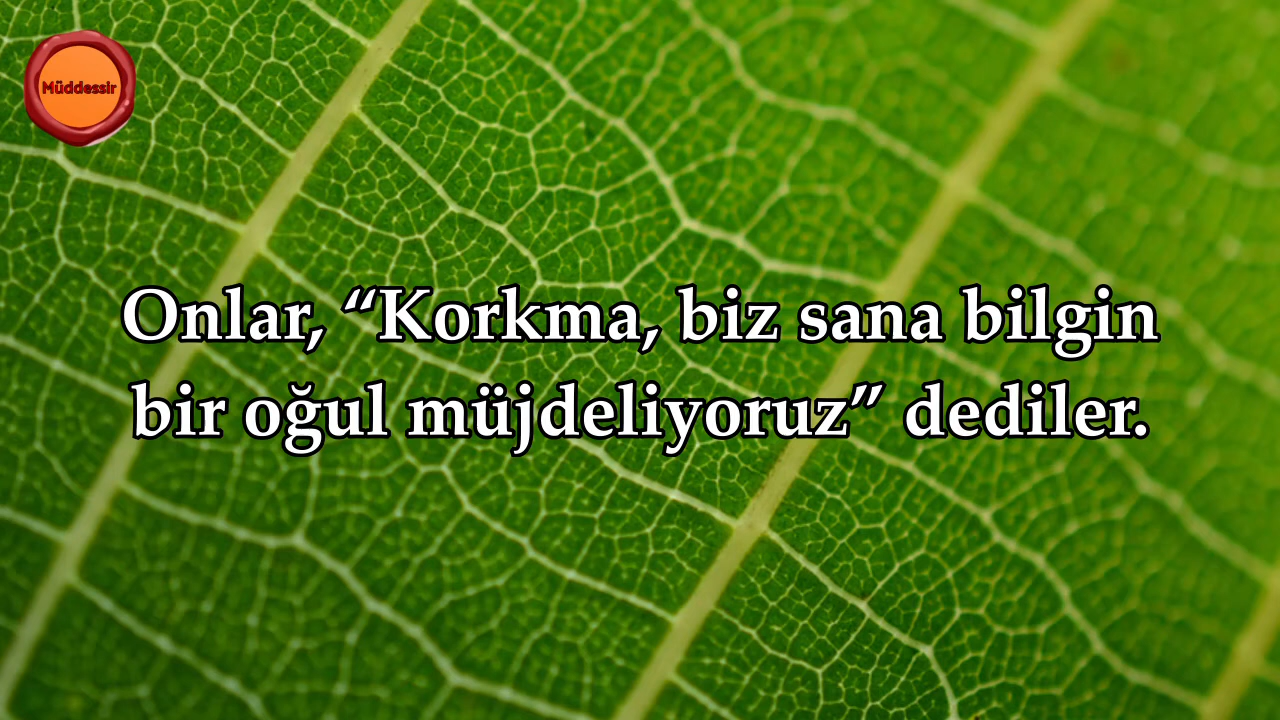 Müddessir
Onlar, “Korkma, biz sana bilgin
bir oğul müjdeliyoruz” dediler.